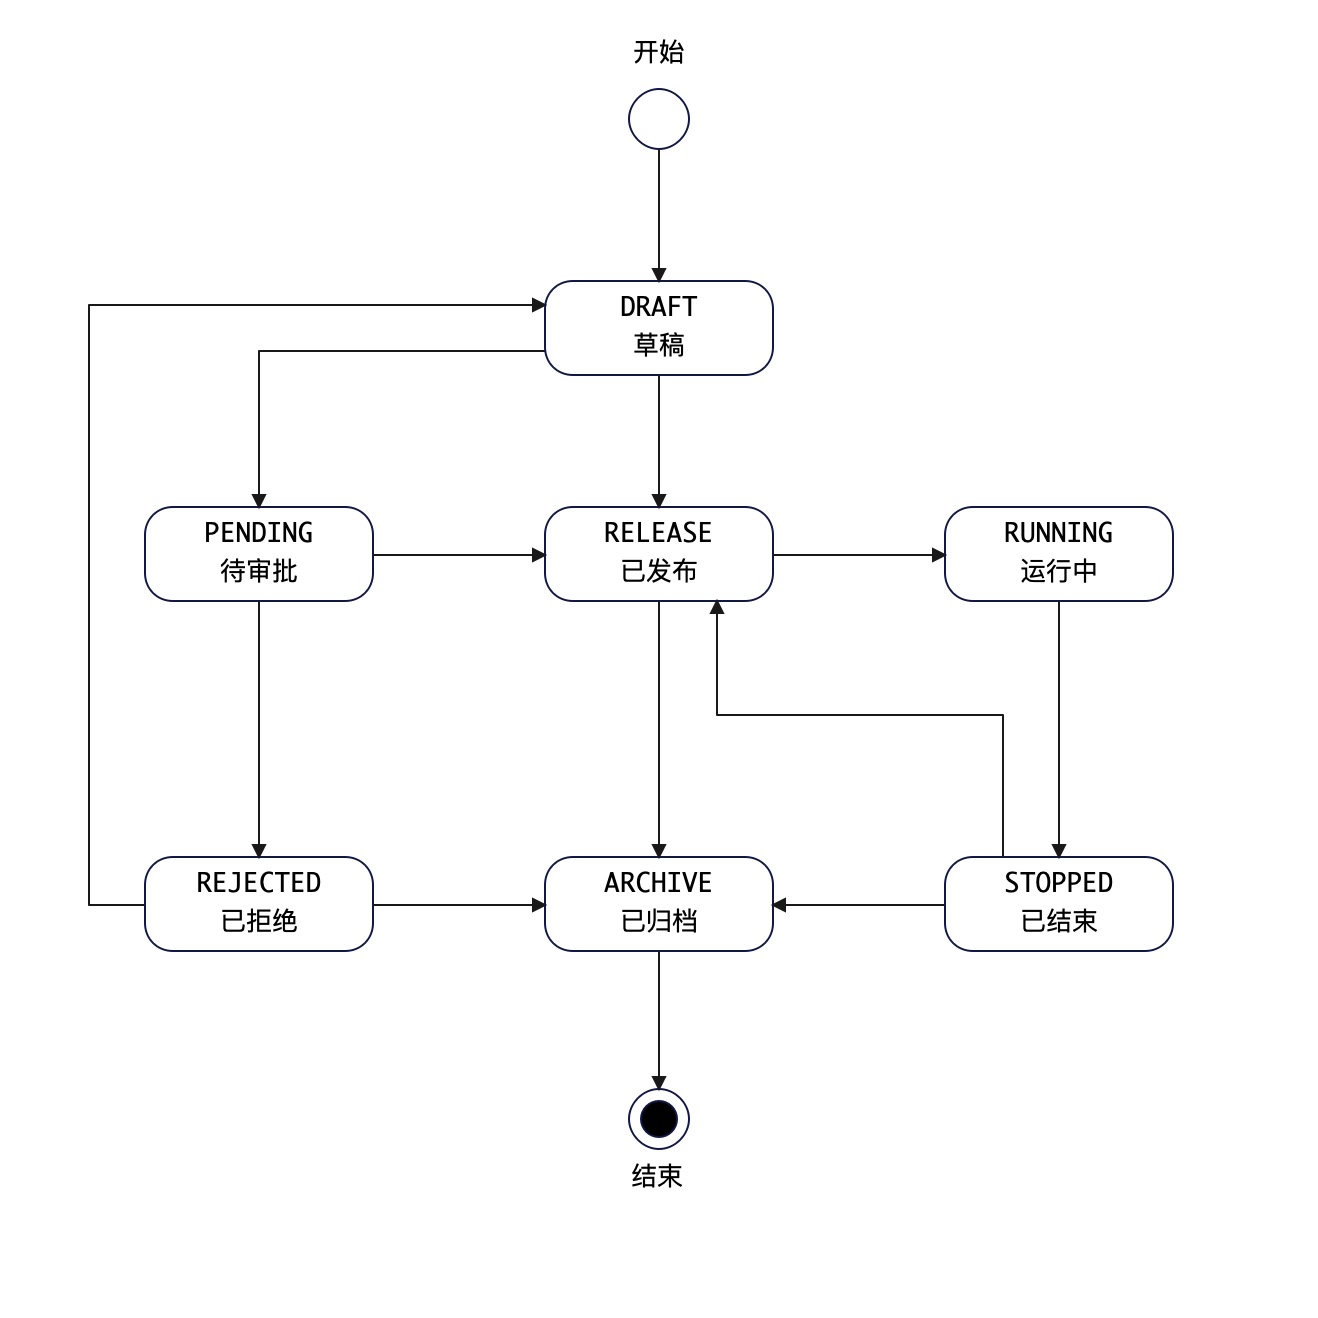 开始
DRAFT
草稿
PENDING
待审批
RELEASE
已发布
RUNNING
运行中
REJECTED
已拒绝
ARCHIVE
已归档
STOPPED
已结束
结束